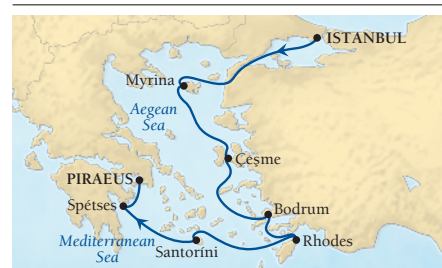 ISTANBUL
Myrina
Aegean
Sea
Çeşme
PIRAEUS
Spétses
Bodrum
Mediterranean
Sea
Santoríni
Rhodes